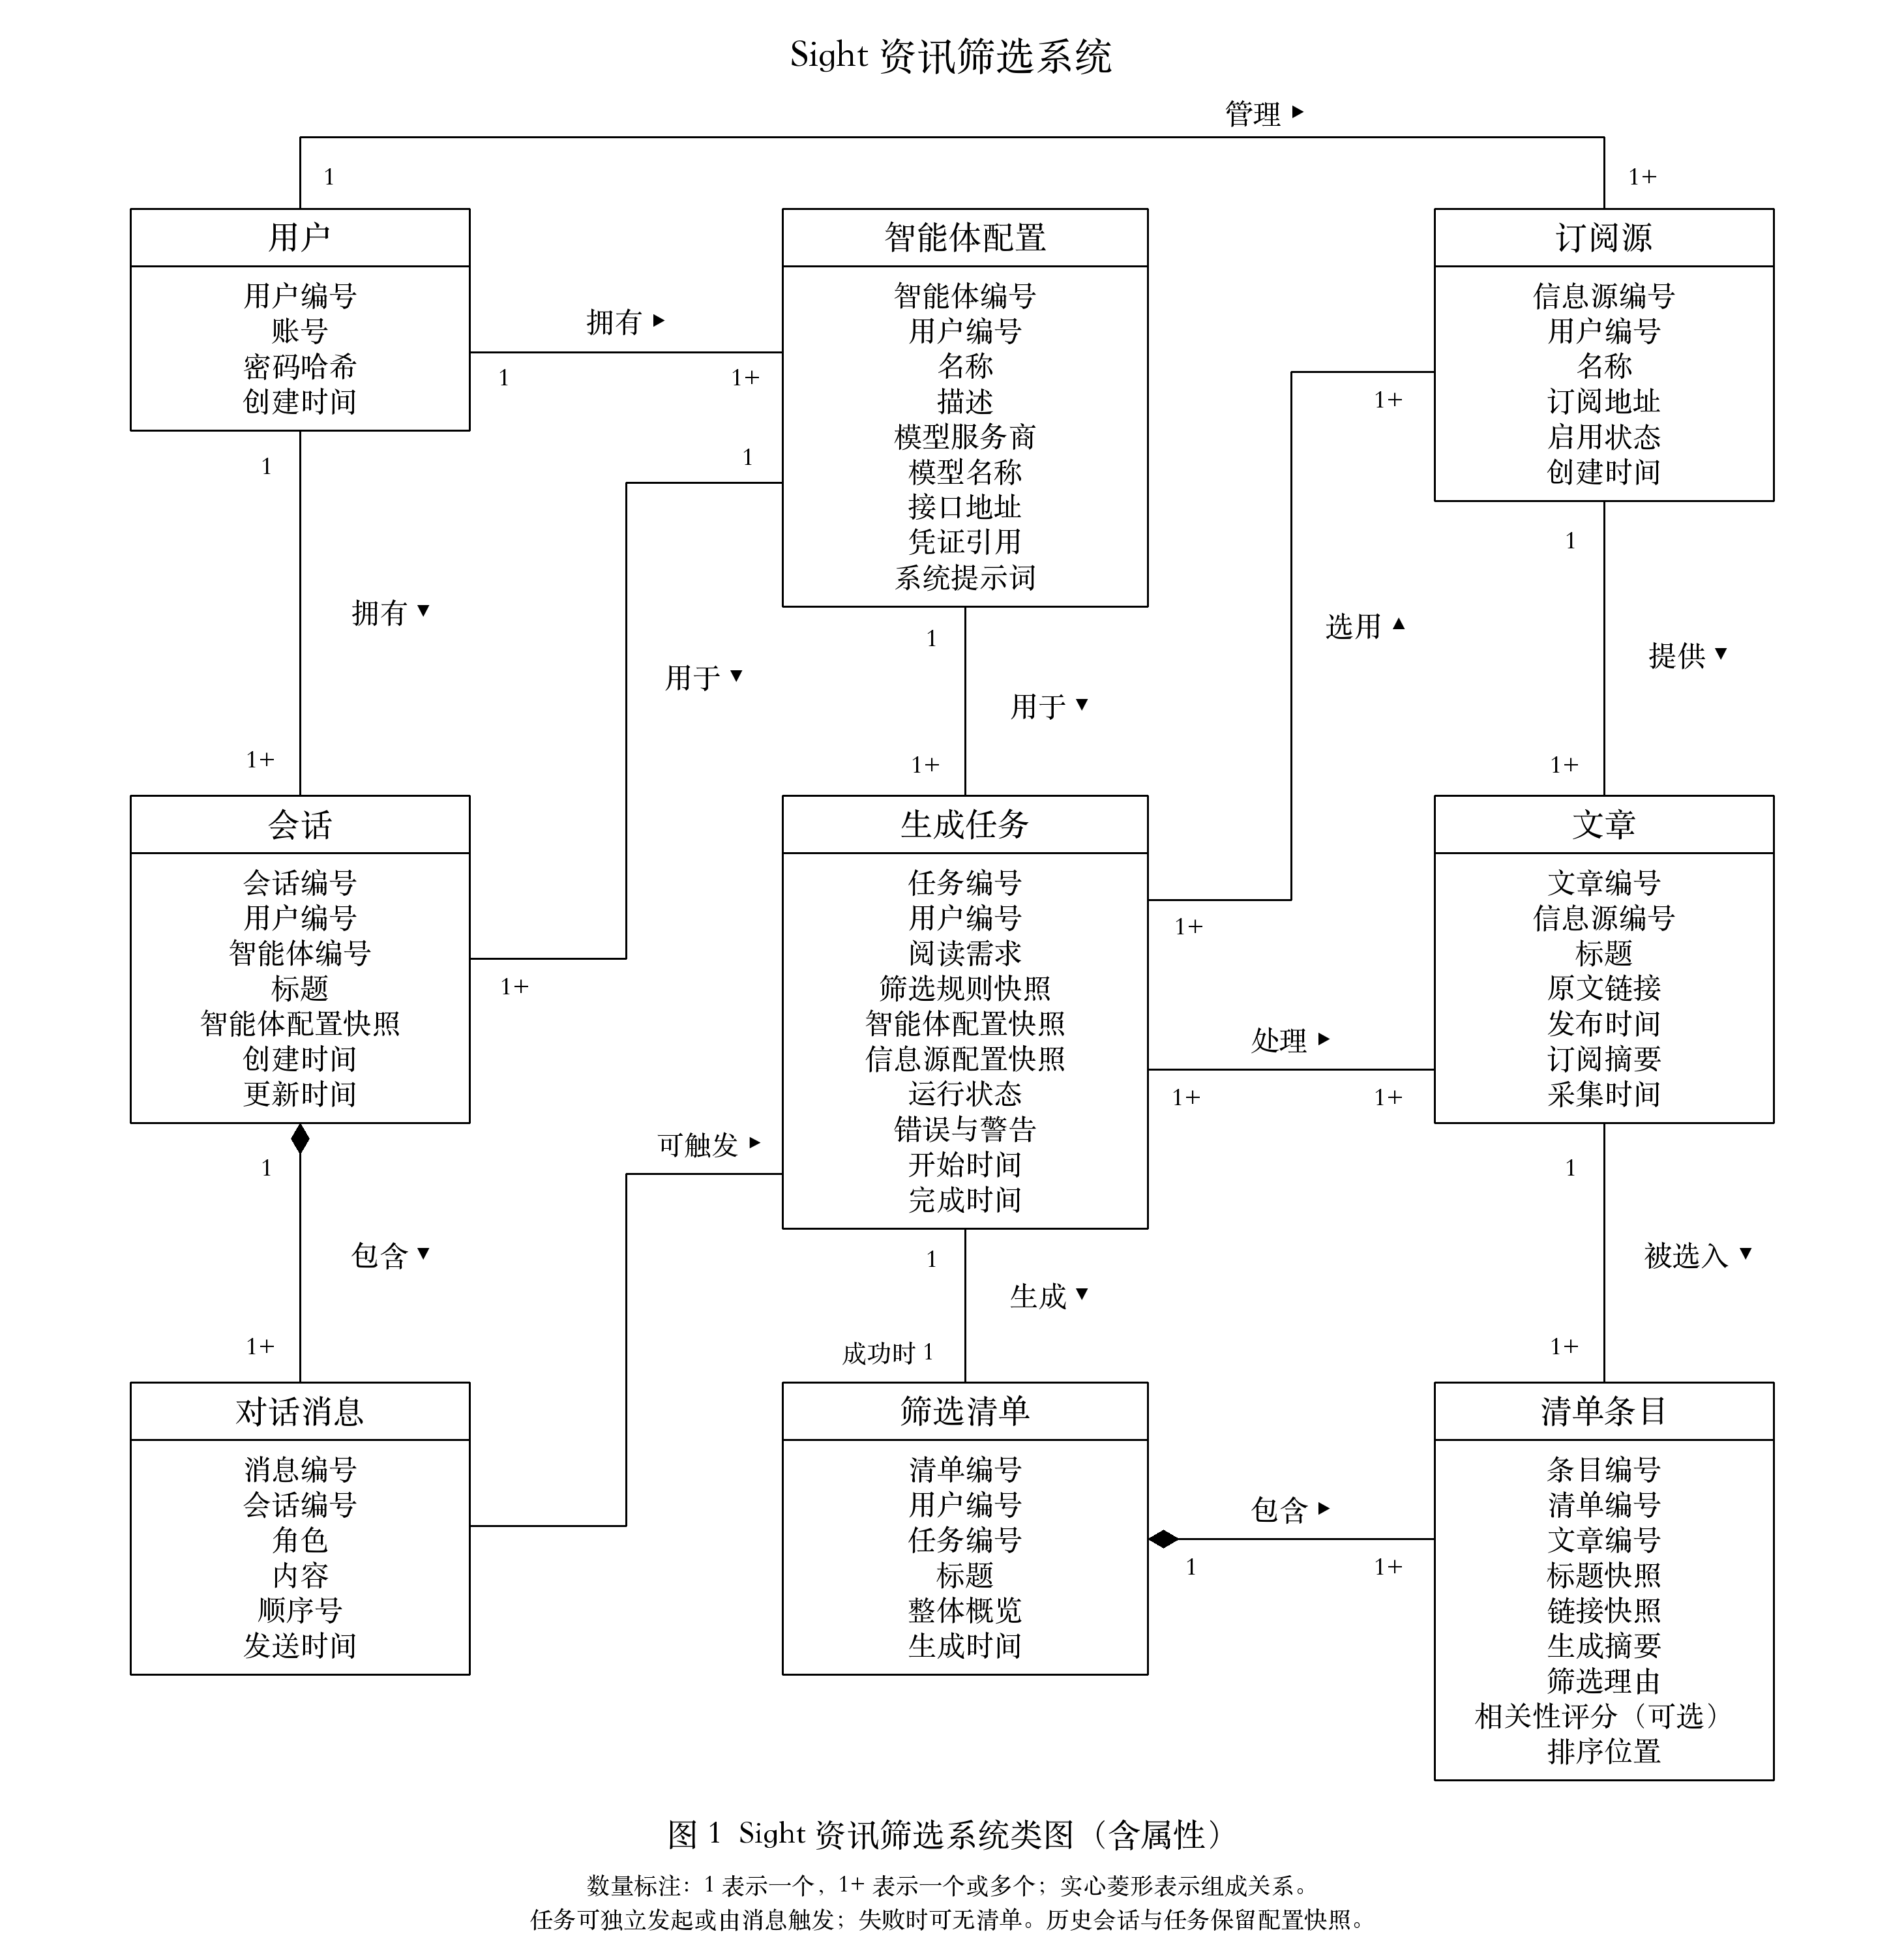 Sight 资讯筛选系统
管理 ►
1
1+
用户
用户编号
账号
密码哈希
创建时间
拥有 ►
1
1+
智能体配置
智能体编号
用户编号
名称
描述
模型服务商
模型名称
接口地址
凭证引用
系统提示词
订阅源
信息源编号
用户编号
名称
订阅地址
启用状态
创建时间
1
拥有 ▼
1+
1
用于 ▼
1+
1
用于 ▼
1+
1+
选用 ▲
1+
1
提供 ▼
1+
会话
会话编号
用户编号
智能体编号
标题
智能体配置快照
创建时间
更新时间
生成任务
任务编号
用户编号
阅读需求
筛选规则快照
智能体配置快照
信息源配置快照
运行状态
错误与警告
开始时间
完成时间
处理 ►
1+
1+
文章
文章编号
信息源编号
标题
原文链接
发布时间
订阅摘要
采集时间
1
包含 ▼
1+
可触发 ►
1
生成 ▼
成功时 1
1
被选入 ▼
1+
对话消息
消息编号
会话编号
角色
内容
顺序号
发送时间
筛选清单
清单编号
用户编号
任务编号
标题
整体概览
生成时间
包含 ►
1
1+
清单条目
条目编号
清单编号
文章编号
标题快照
链接快照
生成摘要
筛选理由
相关性评分（可选）
排序位置
图 1 Sight 资讯筛选系统类图（含属性）
数量标注：1 表示一个，1+ 表示一个或多个；实心菱形表示组成关系。
任务可独立发起或由消息触发；失败时可无清单。历史会话与任务保留配置快照。